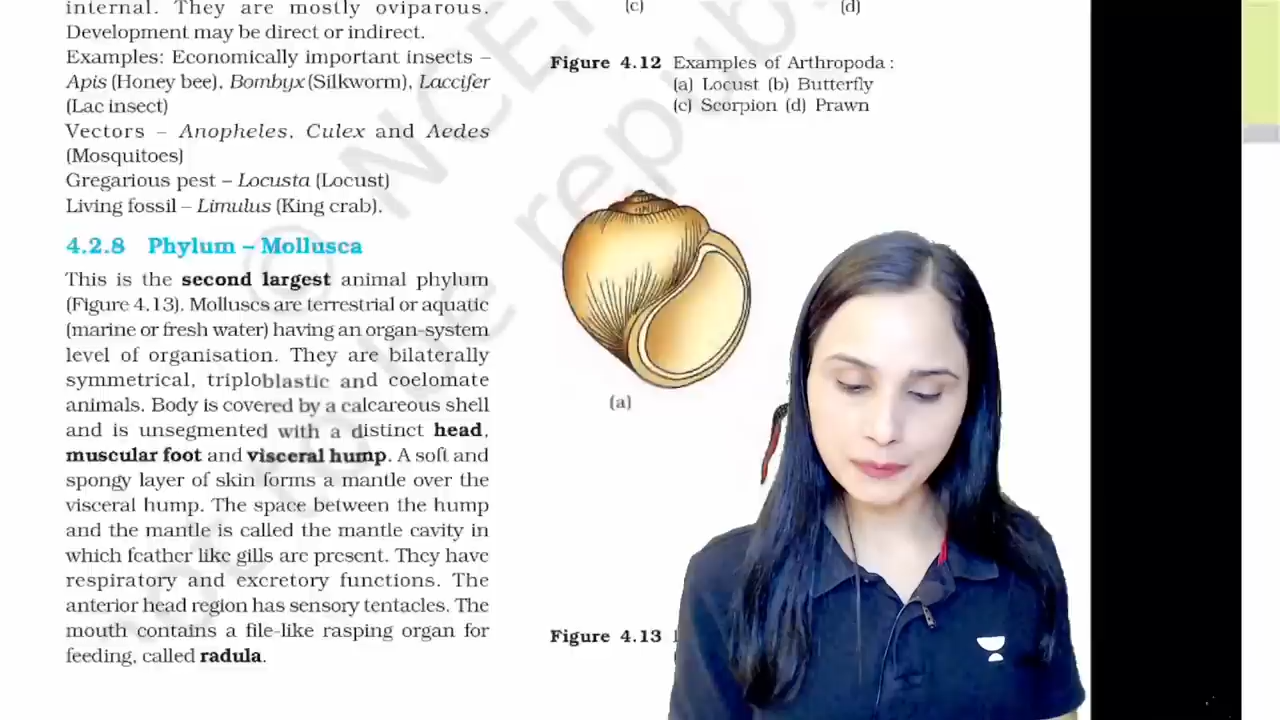 internal. They are mostly oviparous.
Development may be direct or indirect.
Examples: Economically important insects –
Apis (Honey bee), Bombyx (Silkworm), Laccifer
(Lac insect)
Vectors – Anopheles, Culex and Aedes
(Mosquitoes)
Gregarious pest – Locusta (Locust)
Living fossil – Limulus (King crab).
4.2.8 Phylum – Mollusca
This is the second largest animal phylum
(Figure 4.13). Molluscs are terrestrial or aquatic
(marine or fresh water) having an organ-system
level of organisation. They are bilaterally
symmetrical, triploblastic and coelomate
animals. Body is covered by a calcareous shell
and is unsegmented with a distinct head,
muscular foot and visceral hump. A soft and
spongy layer of skin forms a mantle over the
visceral hump. The space between the hump
and the mantle is called the mantle cavity in
which feather like gills are present. They have
respiratory and excretory functions. The
anterior head region has sensory tentacles. The
mouth contains a file-like rasping organ for
feeding, called radula.
(c) (d)
Figure 4.12 Examples of Arthropoda :
(a) Locust (b) Butterfly
(c) Scorpion (d) Prawn
(a)
Figure 4.13
© NCE
be repub